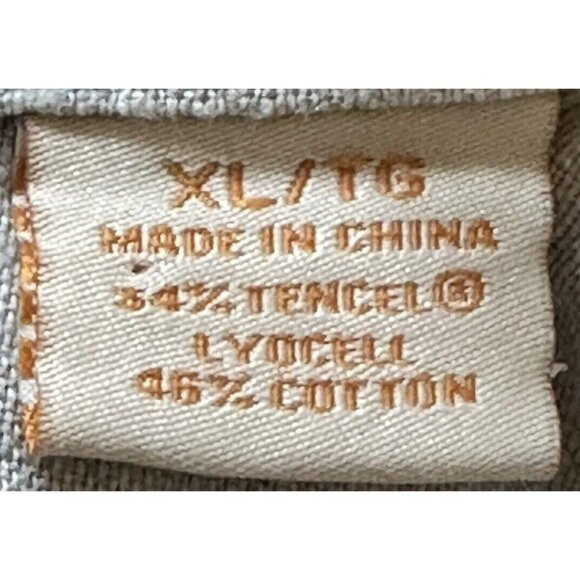 XL/TG
MADE IN CHINA
54% TENCEL®
LYOCELL
46% COTTON